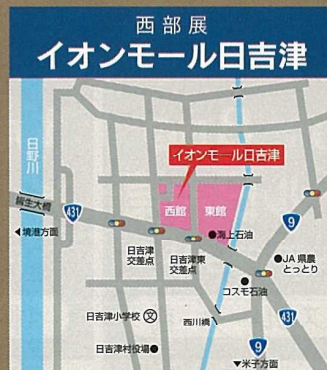 西部展
イオンモール日吉津
日野川
イオンモール日吉津
皆生大橋
431
西館
東館
9
◀境港方面
海上石油
日吉津
交差点
日吉津東
交差点
JA県農
とっとり
コスモ石油
日吉津小学校 文
西川橋
431
日吉津村役場
9
▼米子方面